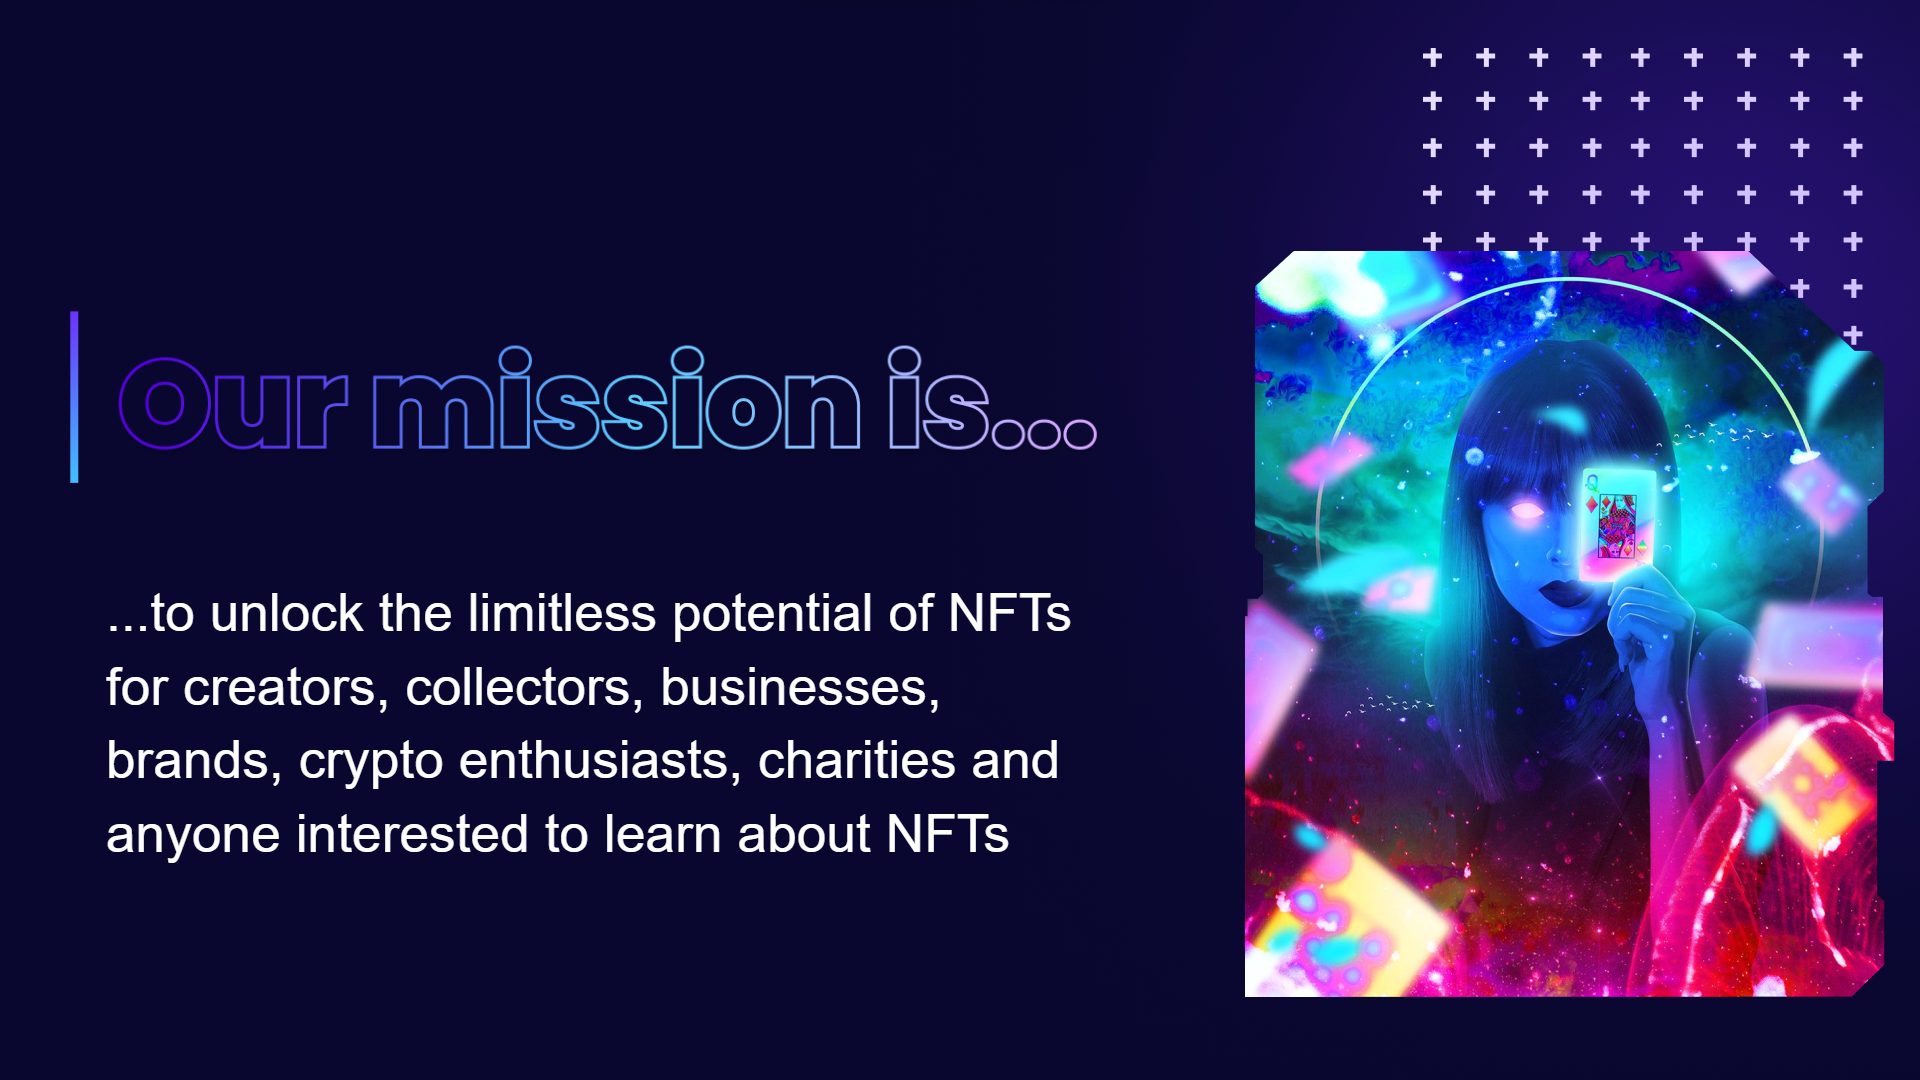 Our mission is...
...to unlock the limitless potential of NFTs
for creators, collectors, businesses,
brands, crypto enthusiasts, charities and
anyone interested to learn about NFTs
Q